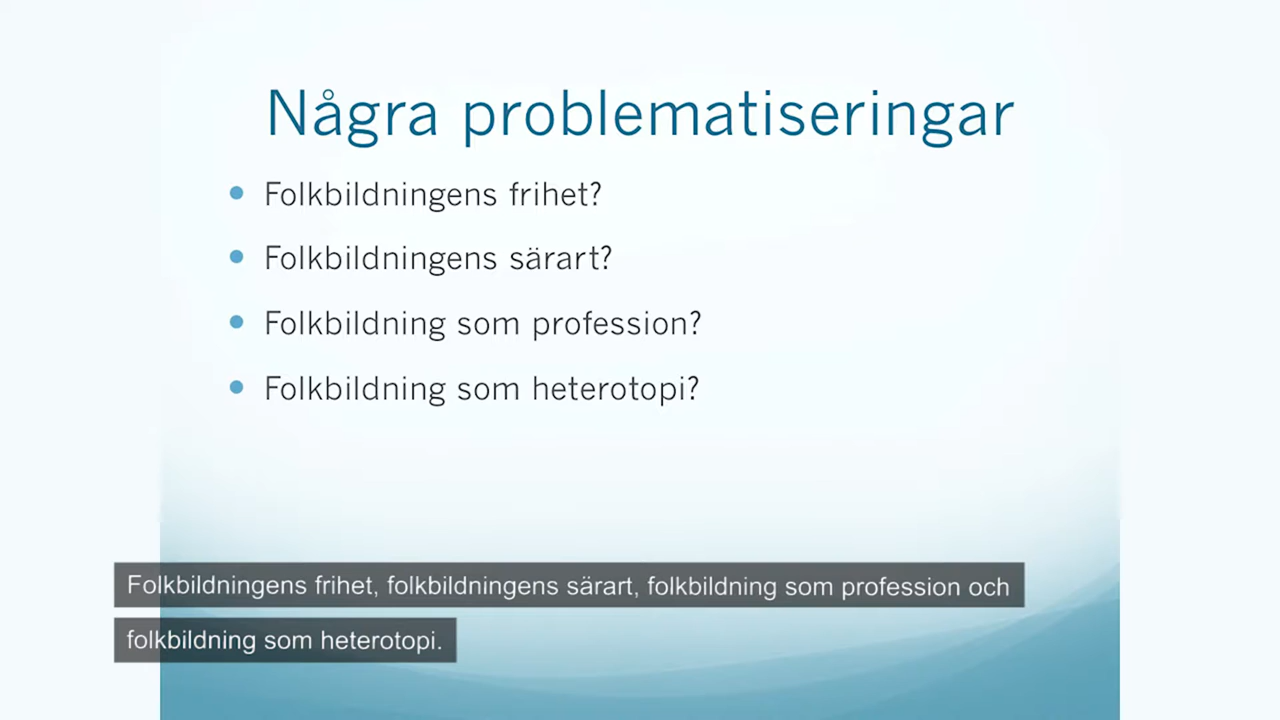 Några problematiseringar
Folkbildningens frihet?
Folkbildningens särart?
Folkbildning som profession?
Folkbildning som heterotopi?
Folkbildningens frihet, folkbildningens särart, folkbildning som profession och
folkbildning som heterotopi.